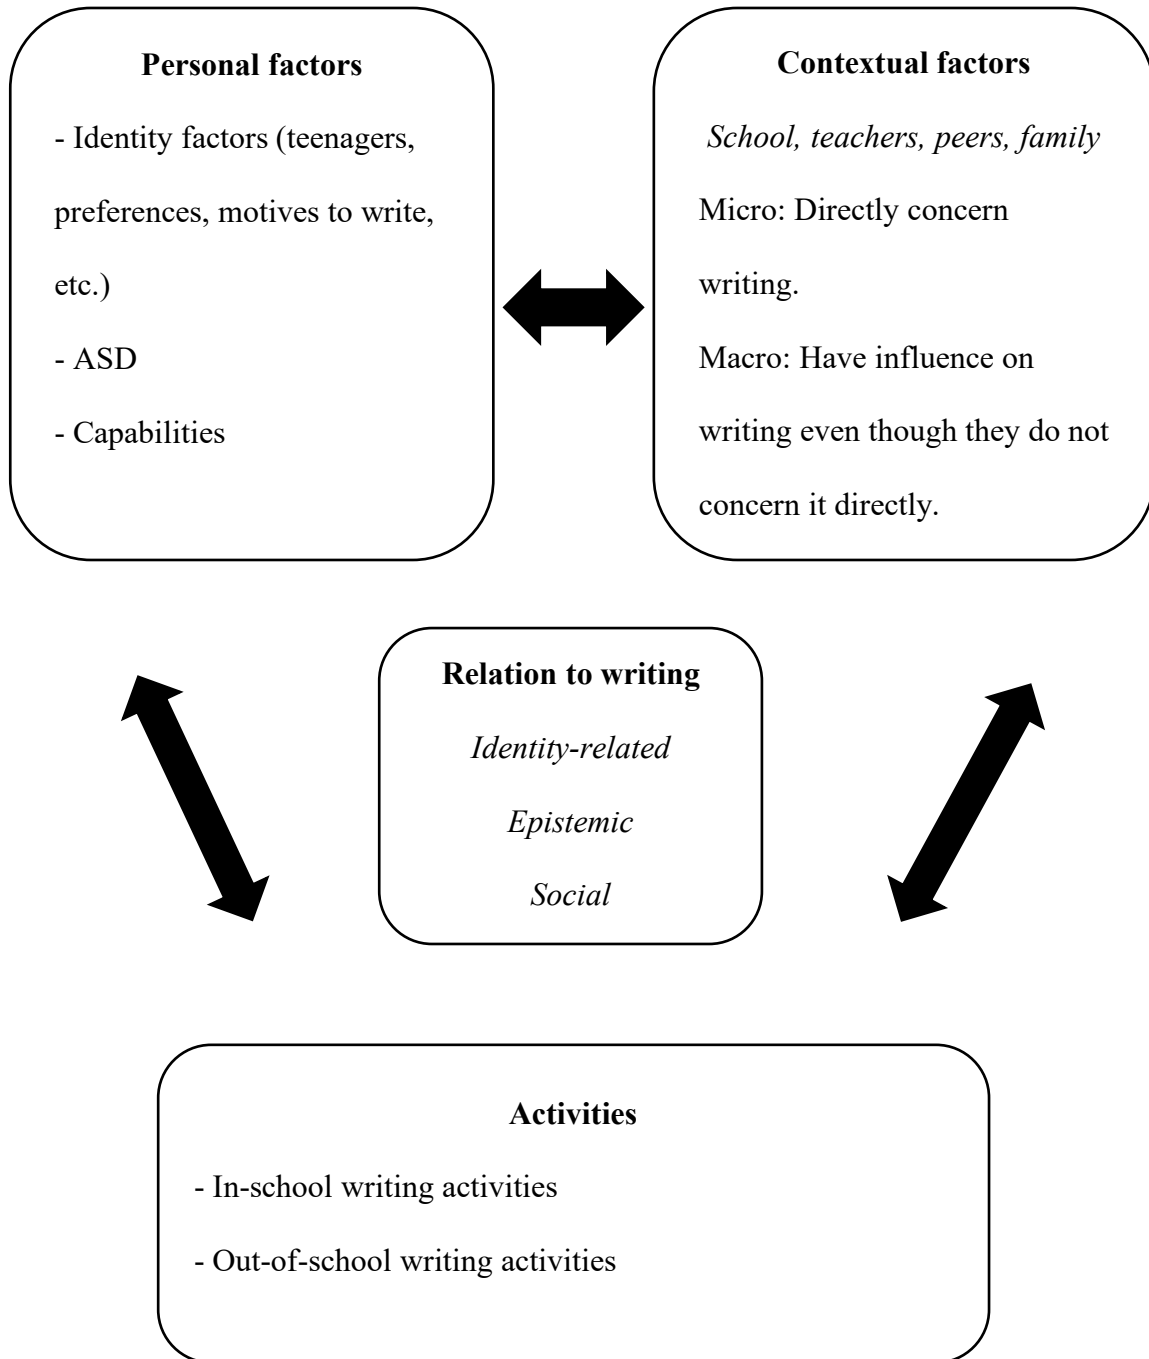 Personal factors
- Identity factors (teenagers,
preferences, motives to write,
etc.)
- ASD
- Capabilities
Contextual factors
School, teachers, peers, family
Micro: Directly concern
writing.
Macro: Have influence on
writing even though they do not
concern it directly.
Relation to writing
Identity-related
Epistemic
Social
Activities
- In-school writing activities
- Out-of-school writing activities